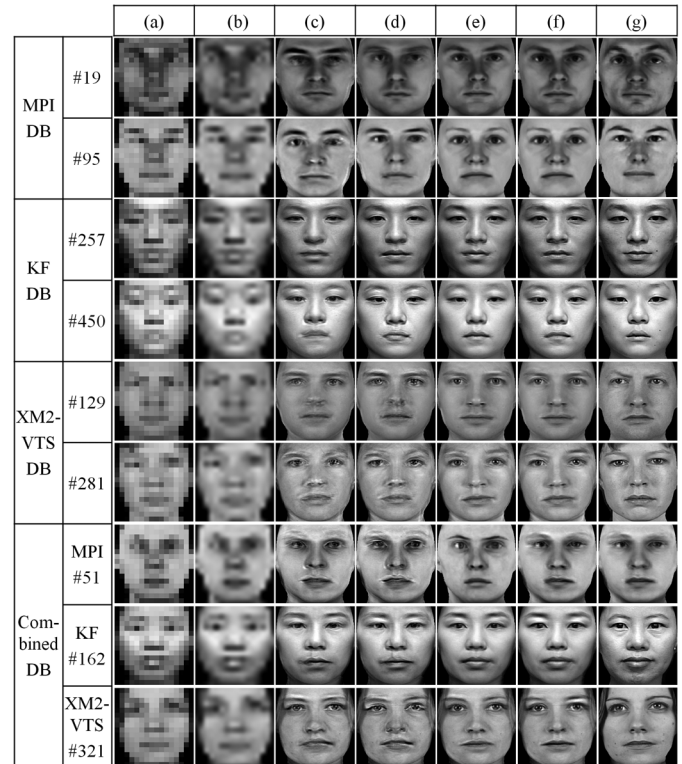 (a) (b) (c) (d) (e) (f) (g)
MPI
DB
#19
#95
KF
DB
#257
#450
XM2-
VTS
DB
#129
#281
Com-
bined
DB
MPI
#51
KF
#162
XM2-
VTS
#321